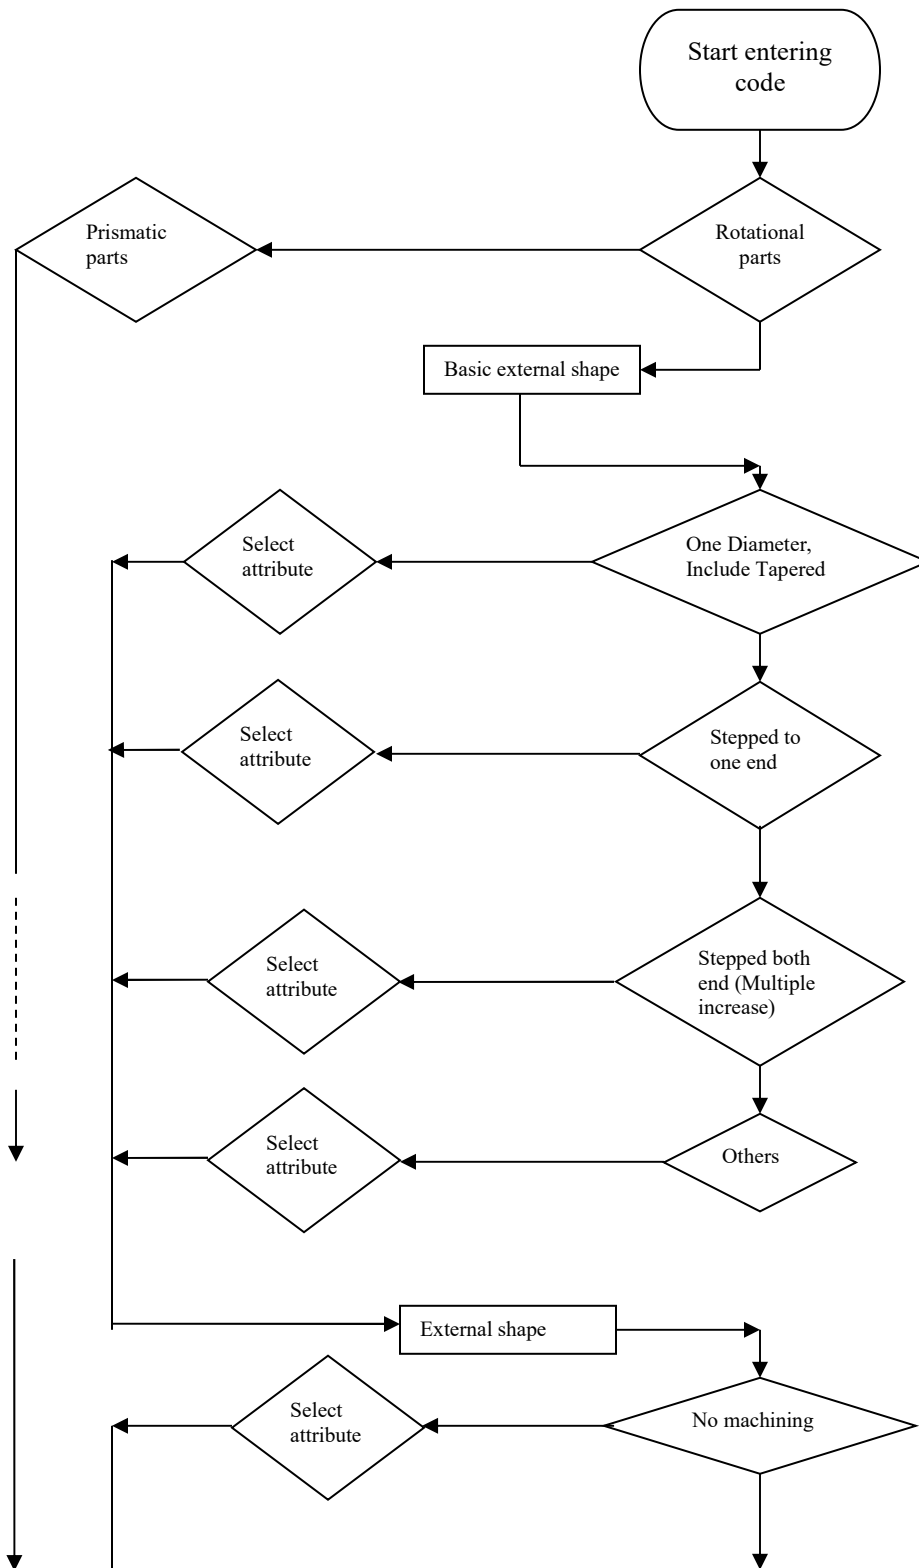 Start entering
code
Prismatic
parts
Rotational
parts
Basic external shape
Select
attribute
One Diameter,
Include Tapered
Select
attribute
Stepped to
one end
Select
attribute
Stepped both
end (Multiple
increase)
Select
attribute
Others
External shape
Select
attribute
No machining